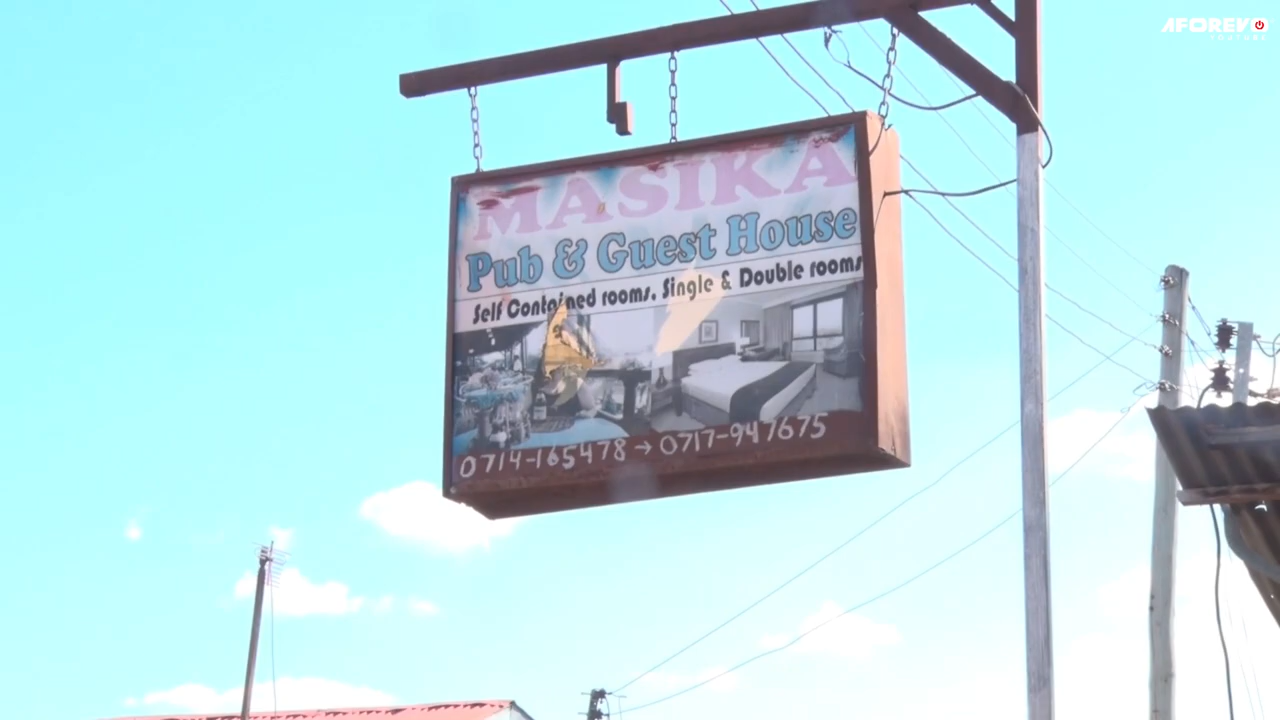 AFOREVO
MASIKA
Pub & Guest House
Self Contained rooms, Single & Double rooms
0714-165478 → 0717-947675